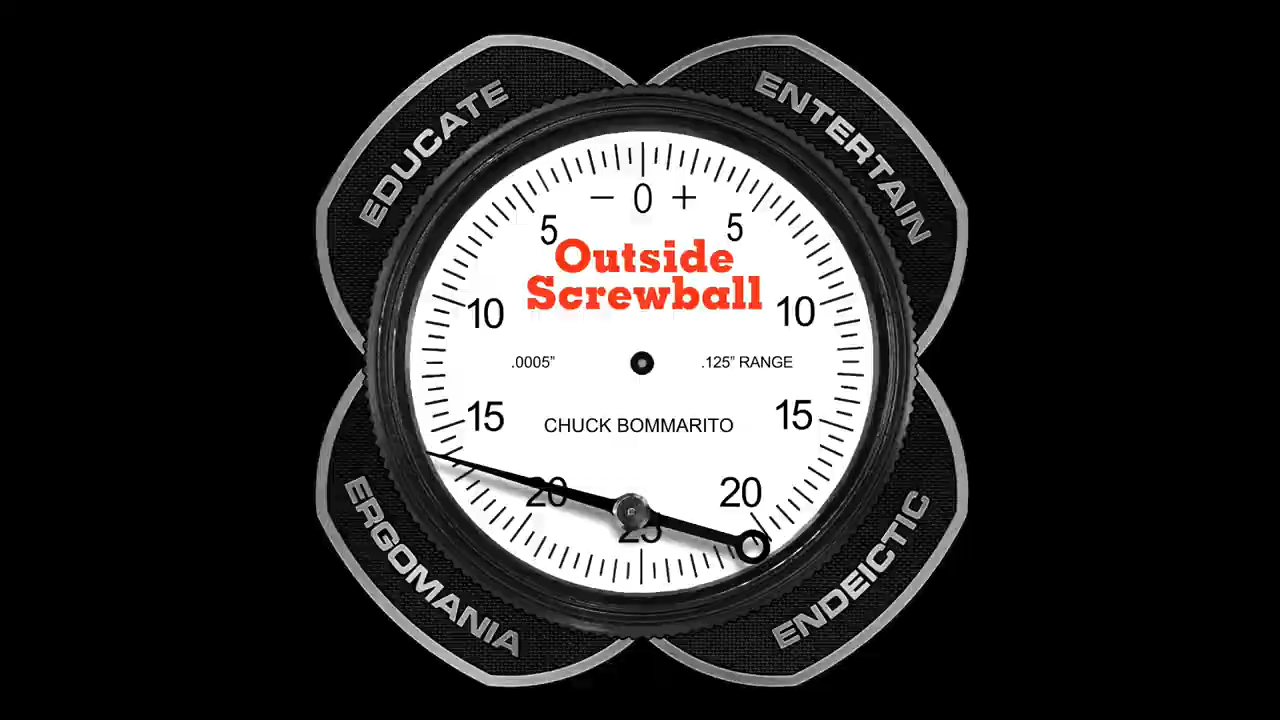 EDUCATE
ENTERTAIN
− 0 +
5 5
Outside
Screwball
10 10
.0005" .125" RANGE
15 15
CHUCK BOMMARITO
20 20
25
ERGOMANIA
ENDEICTIC